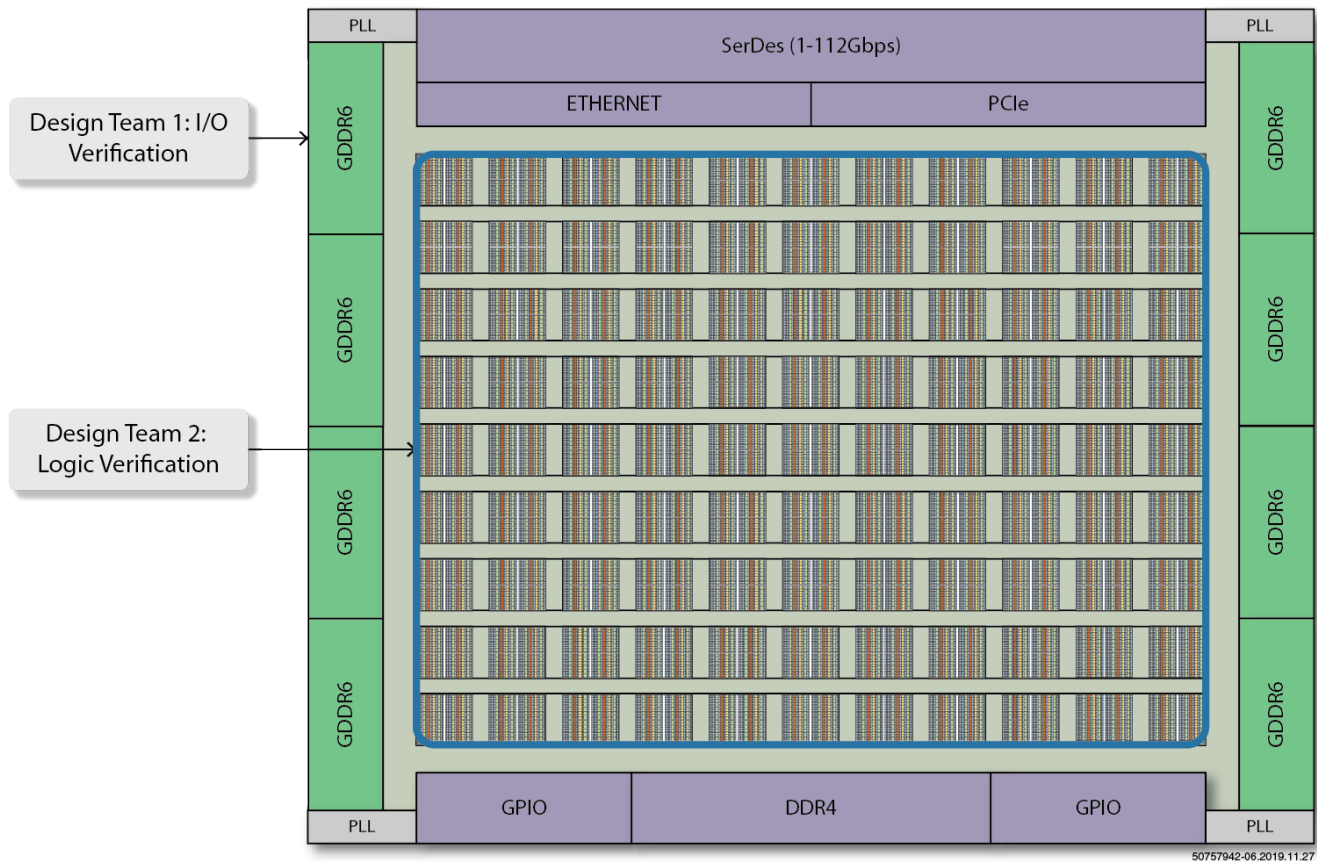 PLL
SerDes (1-112Gbps)
PLL
ETHERNET
PCIe
Design Team 1: I/O
Verification
GDDR6
GDDR6
GDDR6
GDDR6
Design Team 2:
Logic Verification
GDDR6
GDDR6
GDDR6
GDDR6
GPIO
DDR4
GPIO
PLL
PLL
50757942-06.2019.11.27